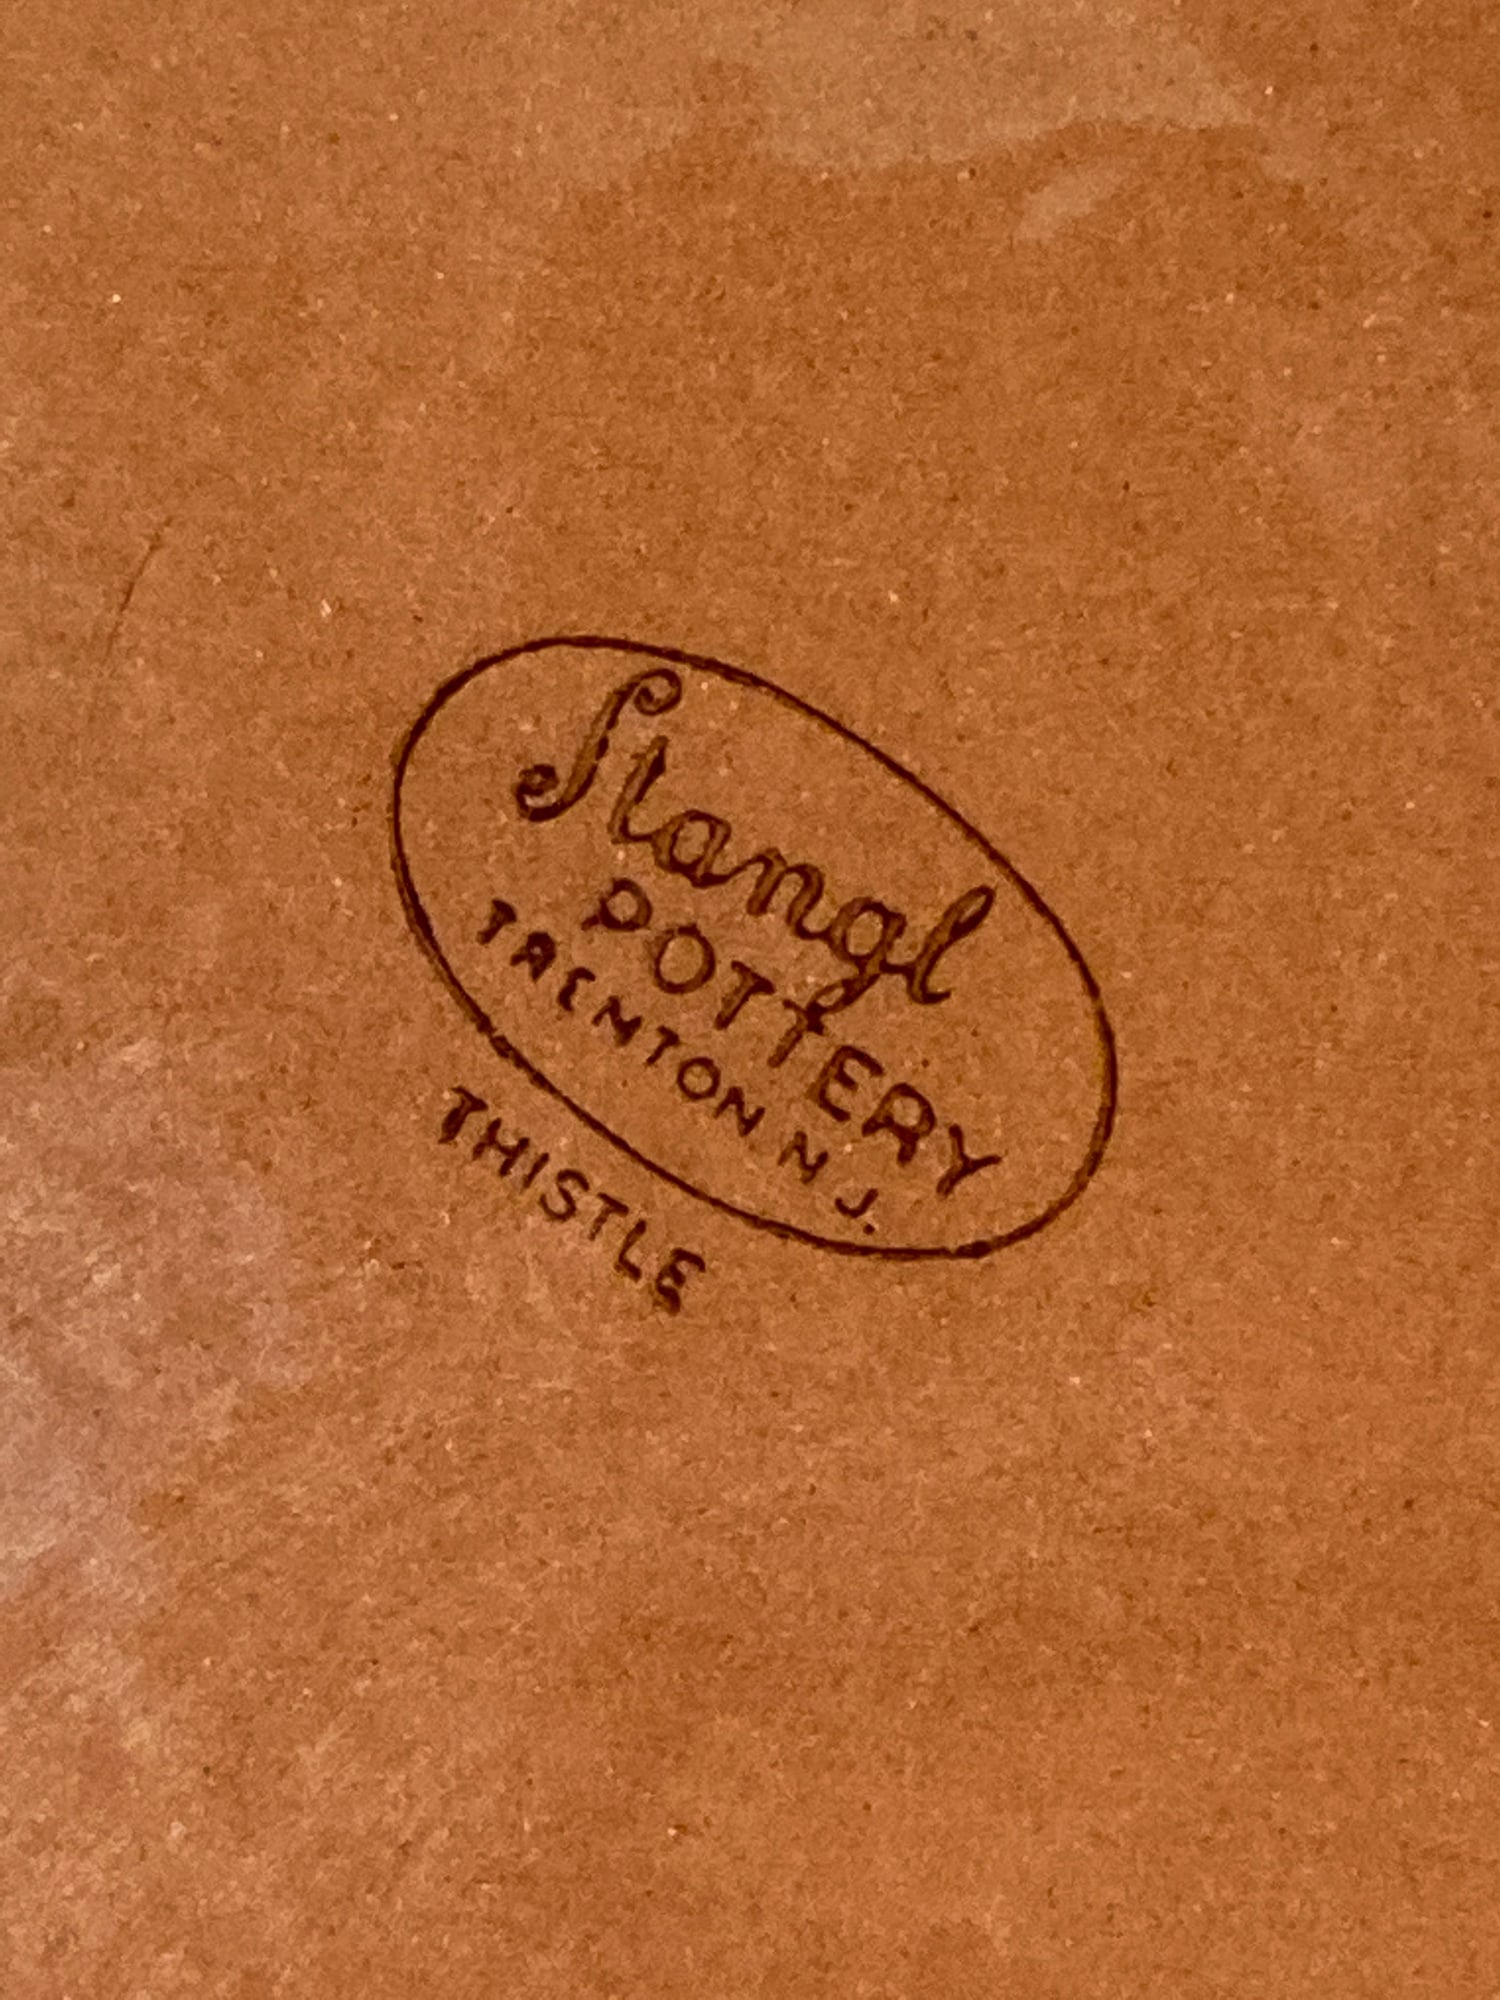 Stangl
POTTERY
TRENTON N.J.
THISTLE